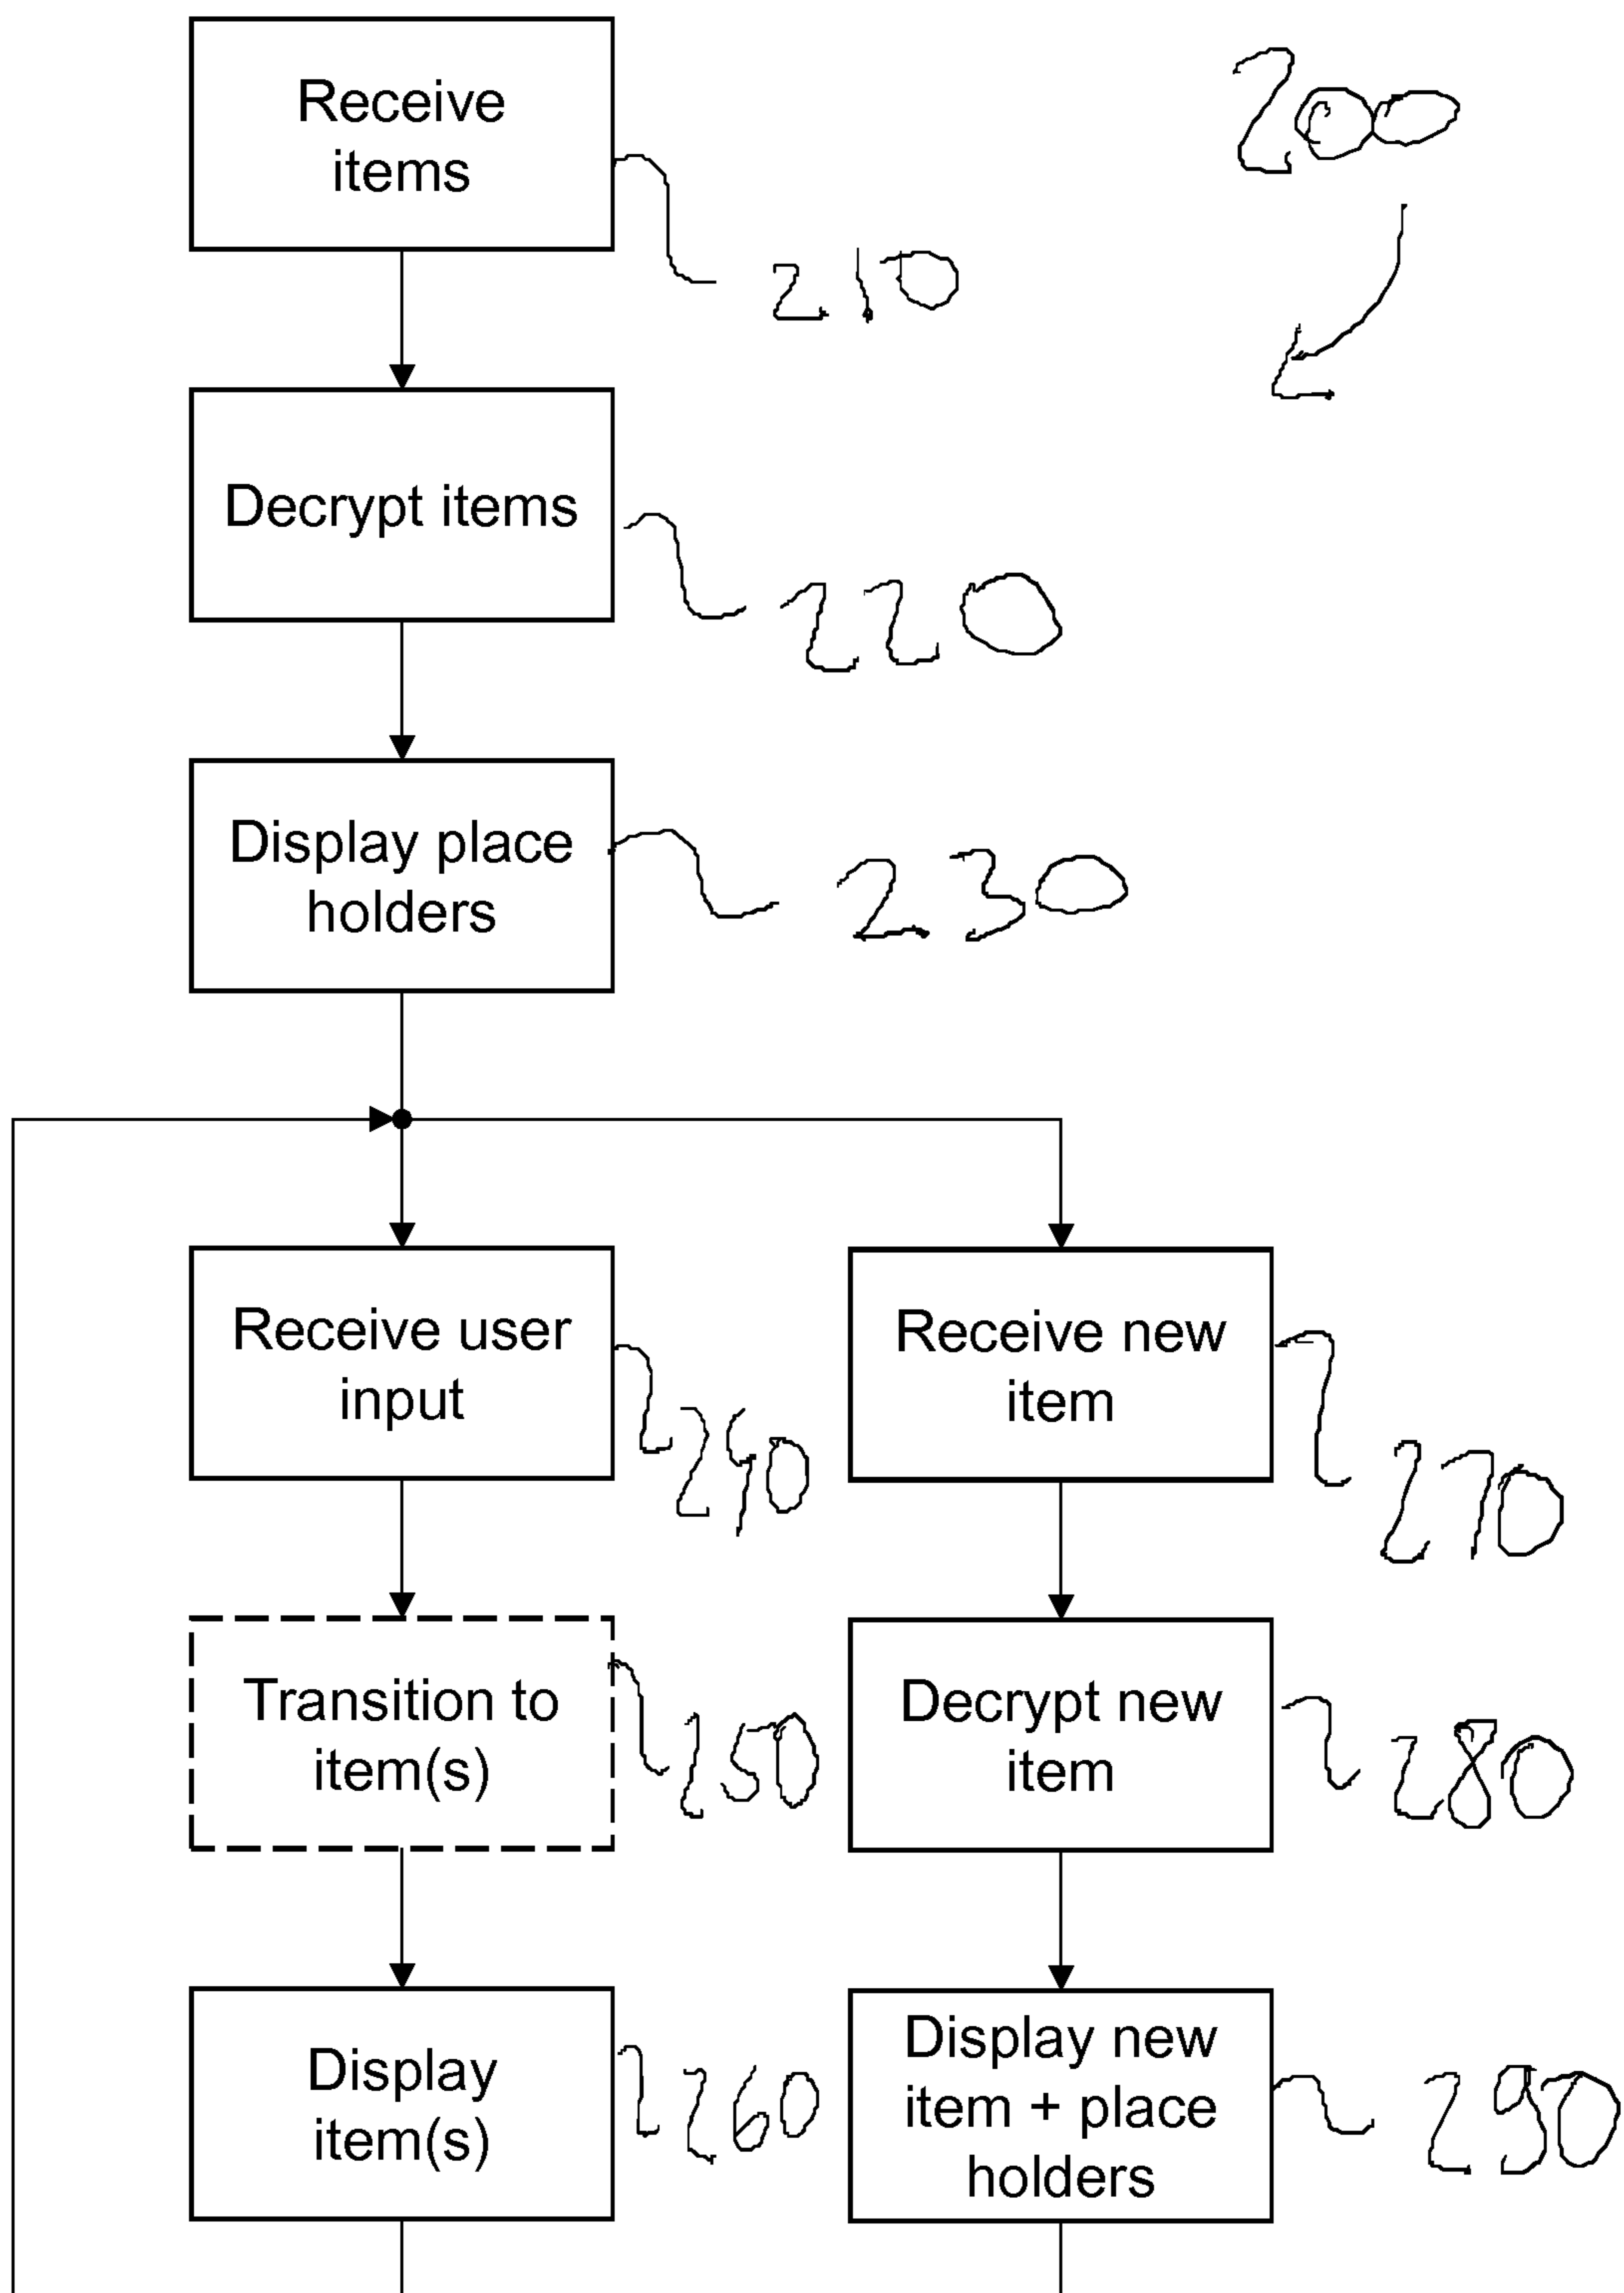 Receive
items
200
210
Decrypt items
220
Display place
holders
230
Receive user
input
240
Receive new
item
270
Transition to
item(s)
250
Decrypt new
item
280
Display
item(s)
260
Display new
item + place
holders
290